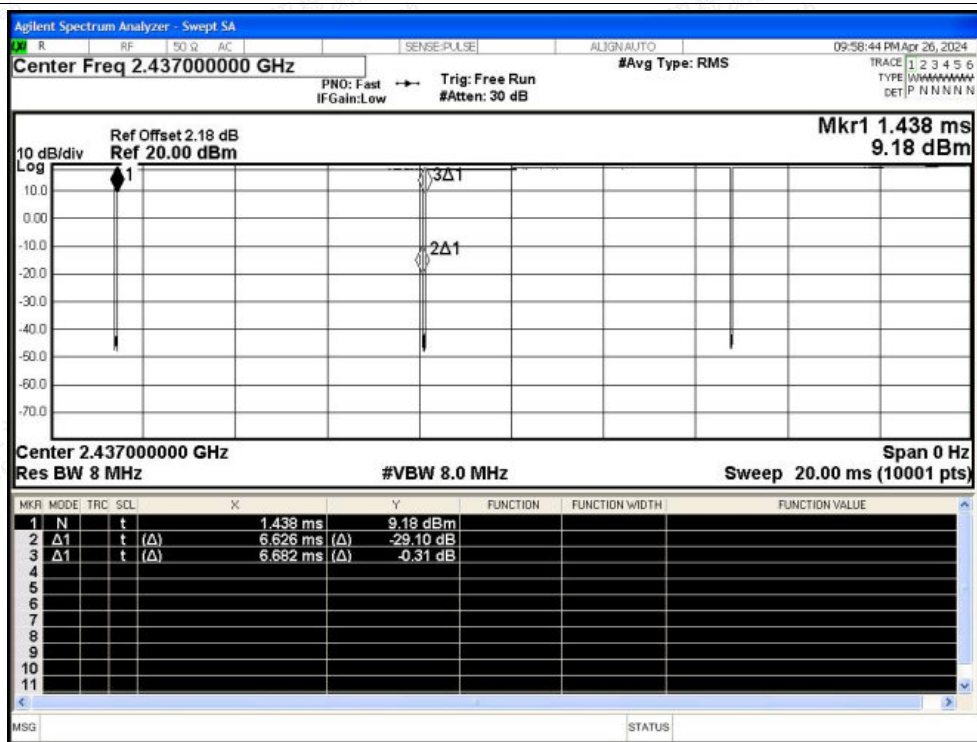 Agilent Spectrum Analyzer - Swept SA
LXI R RF 50 Ω AC SENSE:PULSE ALIGNAUTO 09:58:44 PM Apr 26, 2024
Center Freq 2.437000000 GHz #Avg Type: RMS TRACE 1 2 3 4 5 6
PNO: Fast Trig: Free Run TYPE WWWWWWW
IFGain:Low #Atten: 30 dB DET P N N N N N
Mkr1 1.438 ms
Ref Offset 2.18 dB
10 dB/div Ref 20.00 dBm 9.18 dBm
Log
1 3Δ1
10.0
0.00
-10.0
2Δ1
-20.0
-30.0
-40.0
-50.0
-60.0
-70.0
Center 2.437000000 GHz Span 0 Hz
Res BW 8 MHz #VBW 8.0 MHz Sweep 20.00 ms (10001 pts)
MKR MODE TRC SCL X Y FUNCTION FUNCTION WIDTH FUNCTION VALUE
1 N t 1.438 ms 9.18 dBm
2 Δ1 t (Δ) 6.626 ms (Δ) -29.10 dB
3 Δ1 t (Δ) 6.682 ms (Δ) -0.31 dB
4
5
6
7
8
9
10
11
MSG STATUS